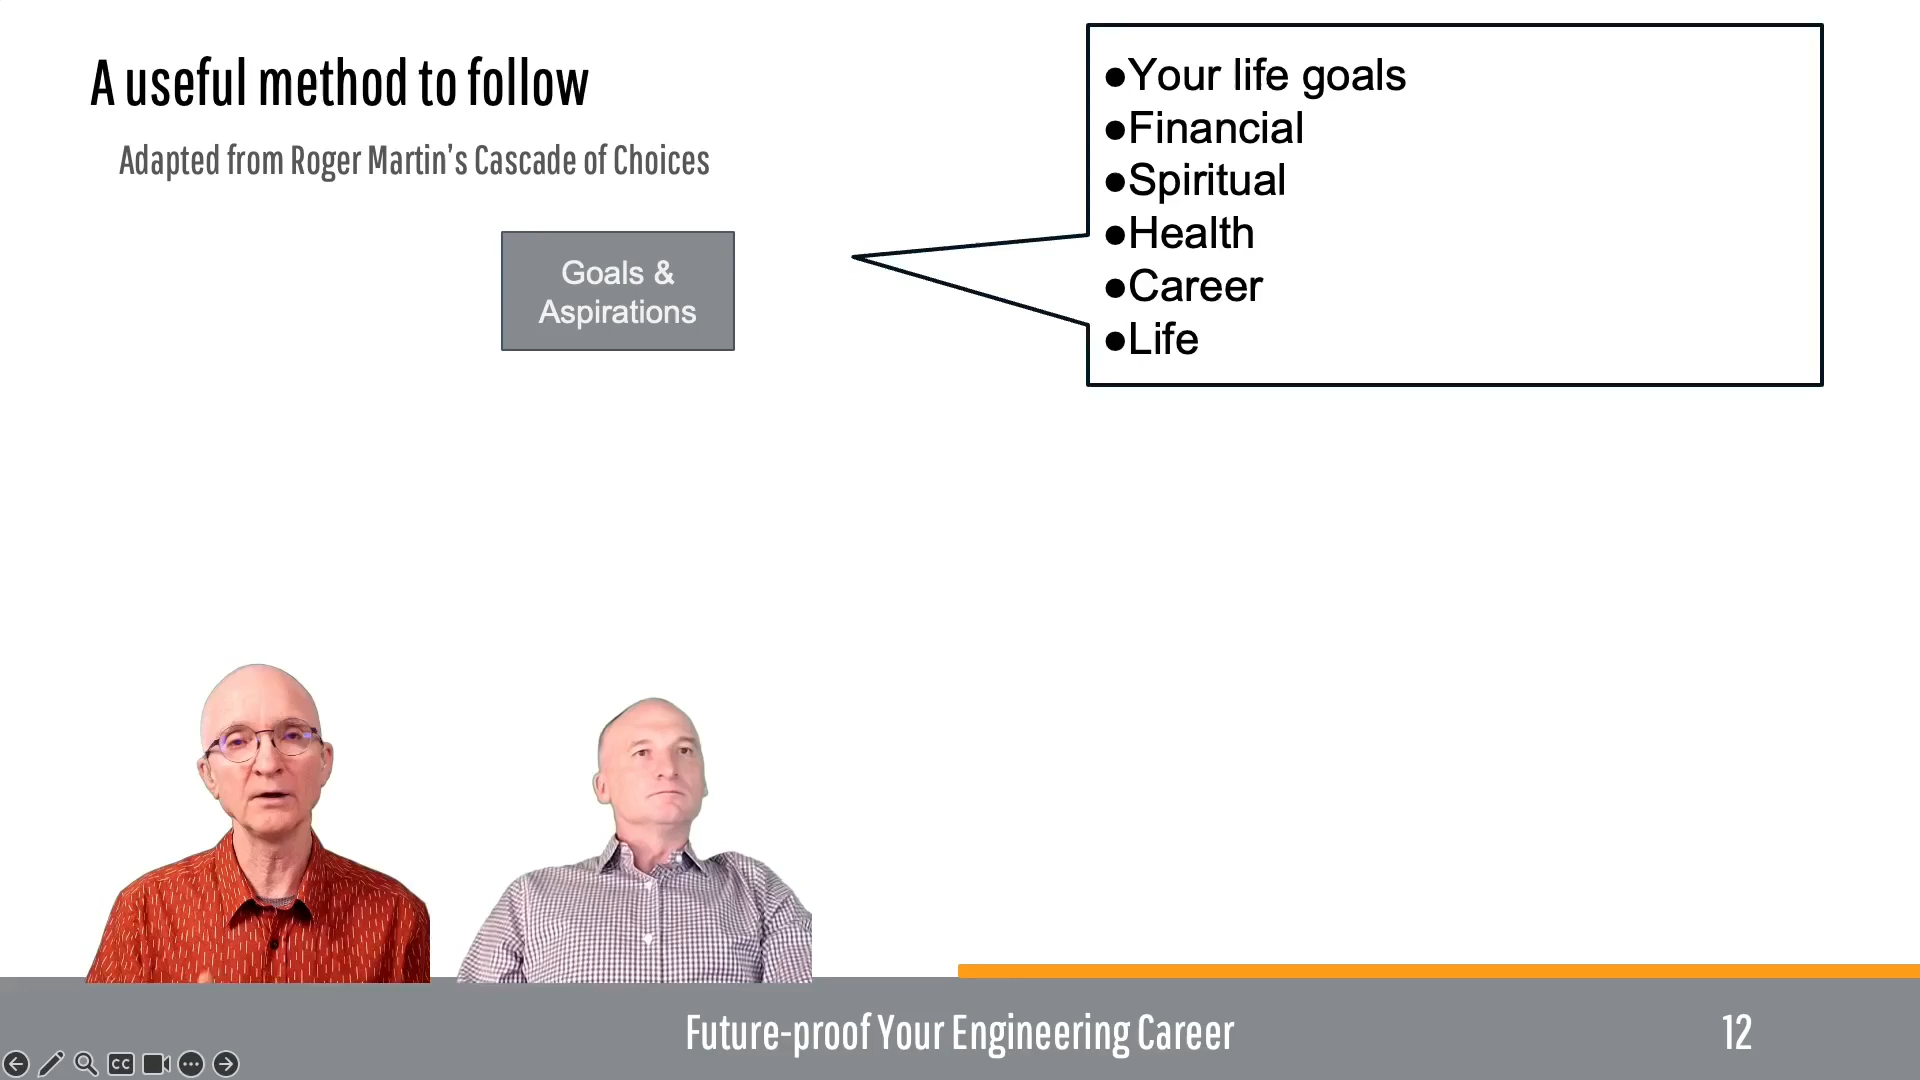 A useful method to follow
Adapted from Roger Martin's Cascade of Choices
Goals &
Aspirations
●Your life goals
●Financial
●Spiritual
●Health
●Career
●Life
Future-proof Your Engineering Career
12
CC